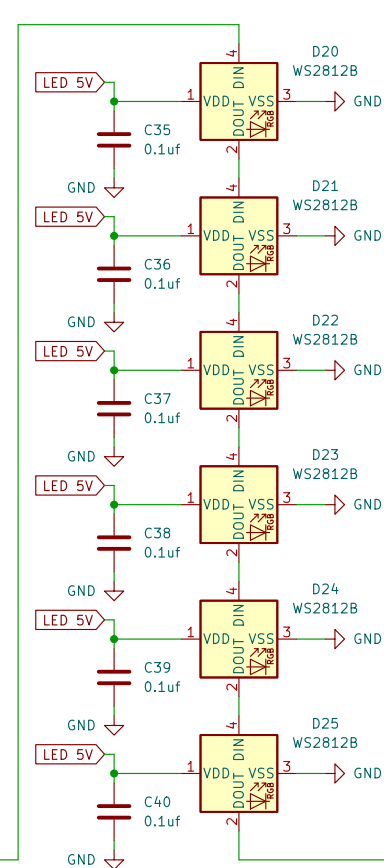 D20
WS2812B
LED 5V
4
DIN
1
VDD
DOUT
VSS
RGB
3
GND
2
C35
0.1uf
GND
D21
WS2812B
LED 5V
4
DIN
1
VDD
DOUT
VSS
RGB
3
GND
2
C36
0.1uf
GND
D22
WS2812B
LED 5V
4
DIN
1
VDD
DOUT
VSS
RGB
3
GND
2
C37
0.1uf
GND
D23
WS2812B
LED 5V
4
DIN
1
VDD
DOUT
VSS
RGB
3
GND
2
C38
0.1uf
GND
D24
WS2812B
LED 5V
4
DIN
1
VDD
DOUT
VSS
RGB
3
GND
2
C39
0.1uf
GND
D25
WS2812B
LED 5V
4
DIN
1
VDD
DOUT
VSS
RGB
3
GND
2
C40
0.1uf
GND